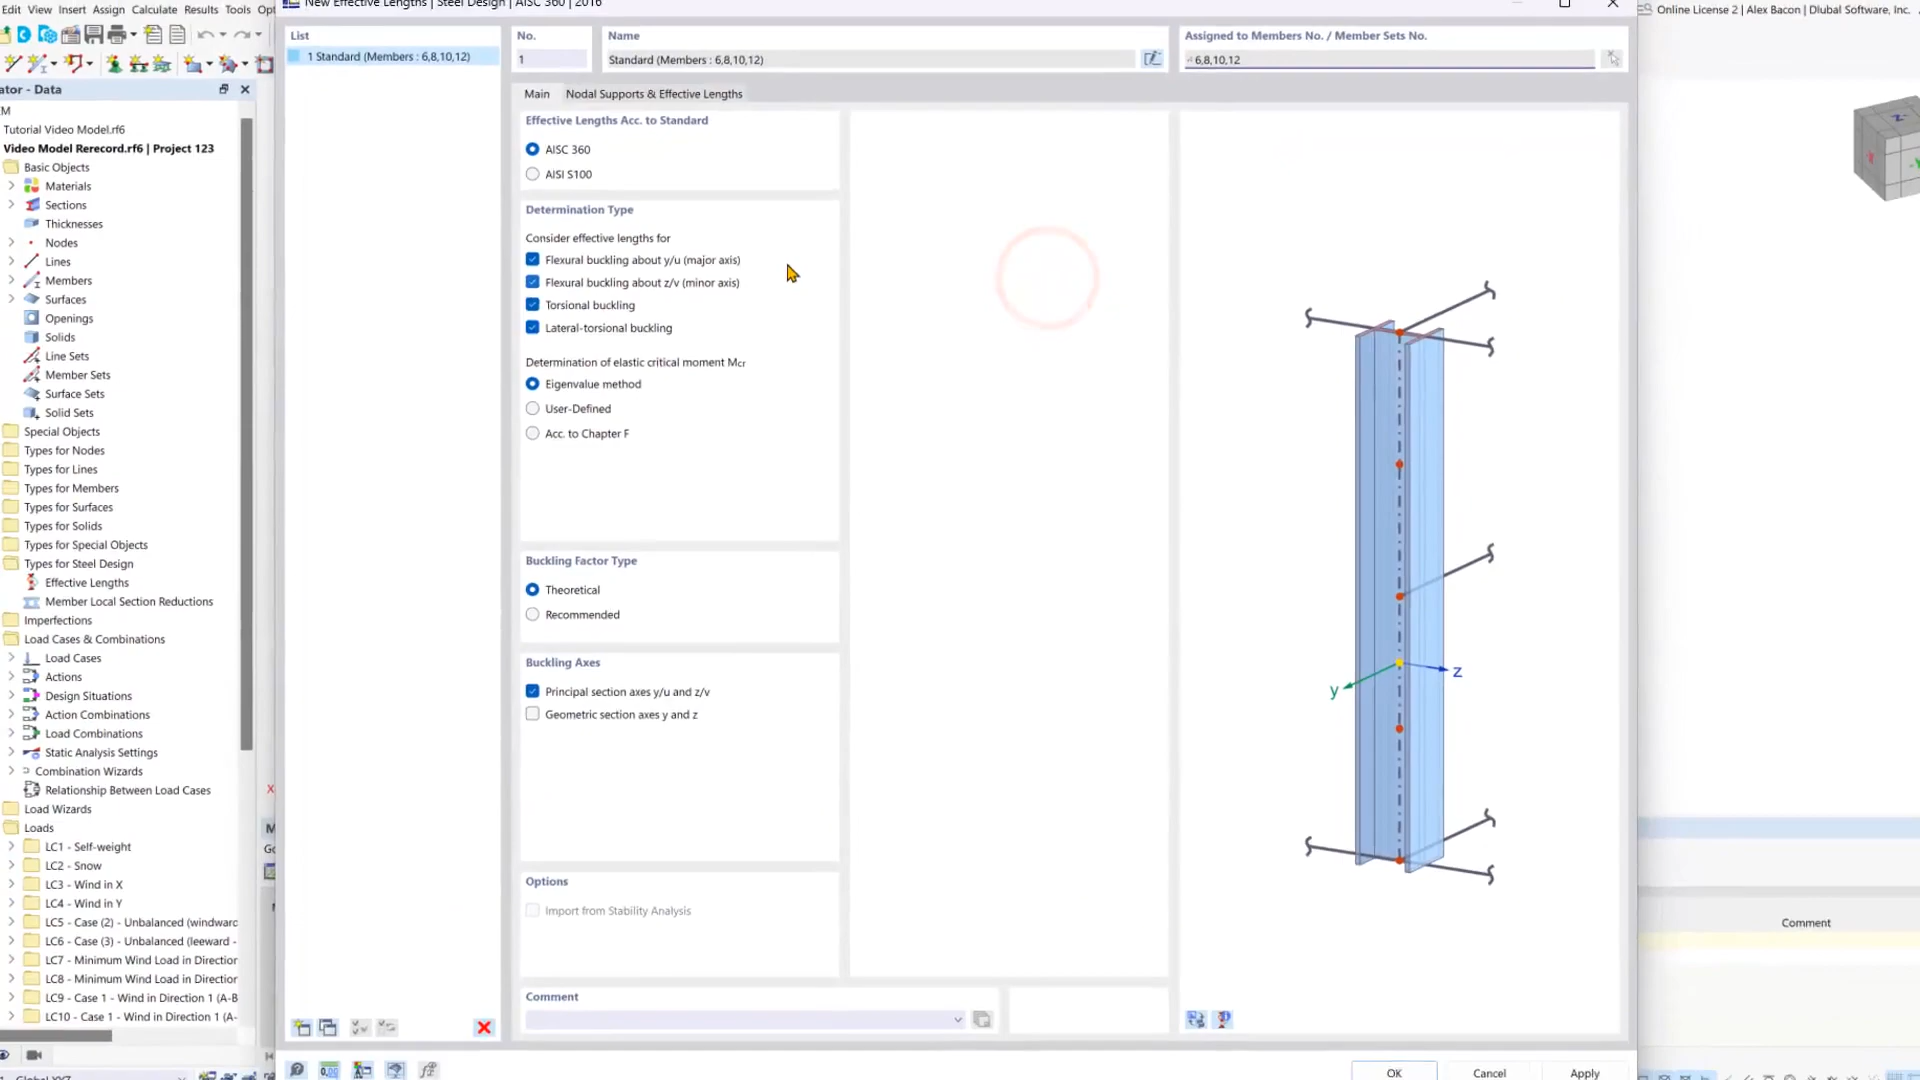 Edit View Insert Assign Calculate Results Tools
New Effective Lengths | Steel Design | AISC 360 | 2016
Online License 2 | Alex Bacon | Dlubal Software, Inc.
ator - Data
Tutorial Video Model.rf6
Video Model Rerecord.rf6 | Project 123
Basic Objects
Materials
Sections
Thicknesses
Nodes
Lines
Members
Surfaces
Openings
Solids
Line Sets
Member Sets
Surface Sets
Solid Sets
Special Objects
Types for Nodes
Types for Lines
Types for Members
Types for Surfaces
Types for Solids
Types for Special Objects
Types for Steel Design
Effective Lengths
Member Local Section Reductions
Imperfections
Load Cases & Combinations
Load Cases
Actions
Design Situations
Action Combinations
Load Combinations
Static Analysis Settings
Combination Wizards
Relationship Between Load Cases
Load Wizards
Loads
LC1 - Self-weight
LC2 - Snow
LC3 - Wind in X
LC4 - Wind in Y
LC5 - Case (2) - Unbalanced (windward
LC6 - Case (3) - Unbalanced (leeward -
LC7 - Minimum Wind Load in Direction
LC8 - Minimum Wind Load in Direction
LC9 - Case 1 - Wind in Direction 1 (A-B
LC10 - Case 1 - Wind in Direction 1 (A-
List
1 Standard (Members : 6,8,10,12)
No.
1
Name
Standard (Members : 6,8,10,12)
Assigned to Members No. / Member Sets No.
6,8,10,12
Main
Nodal Supports & Effective Lengths
Effective Lengths Acc. to Standard
AISC 360
AISI S100
Determination Type
Consider effective lengths for
Flexural buckling about y/u (major axis)
Flexural buckling about z/v (minor axis)
Torsional buckling
Lateral-torsional buckling
Determination of elastic critical moment Mcr
Eigenvalue method
User-Defined
Acc. to Chapter F
Buckling Factor Type
Theoretical
Recommended
Buckling Axes
Principal section axes y/u and z/v
Geometric section axes y and z
Options
Import from Stability Analysis
Comment
y
z
OK
Cancel
Apply
Comment